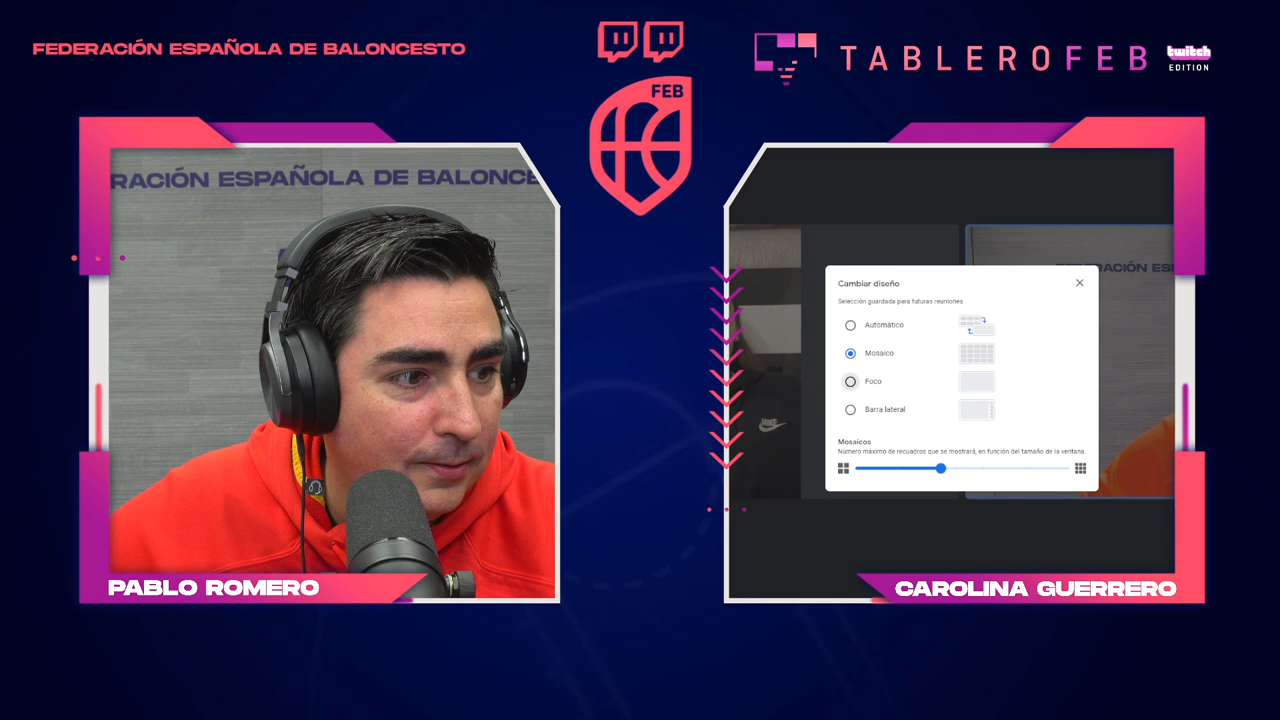 FEDERACIÓN ESPAÑOLA DE BALONCESTO
FEB
TABLEROFEB
twitch
EDITION
RACIÓN ESPAÑOLA DE BALONCE
RACIÓN ES
Cambiar diseño
Selección guardada para futuras reuniones
Automático
Mosaico
Foco
Barra lateral
Mosaicos
Número máximo de recuadros que se mostrará, en función del tamaño de la ventana.
PABLO ROMERO
CAROLINA GUERRERO